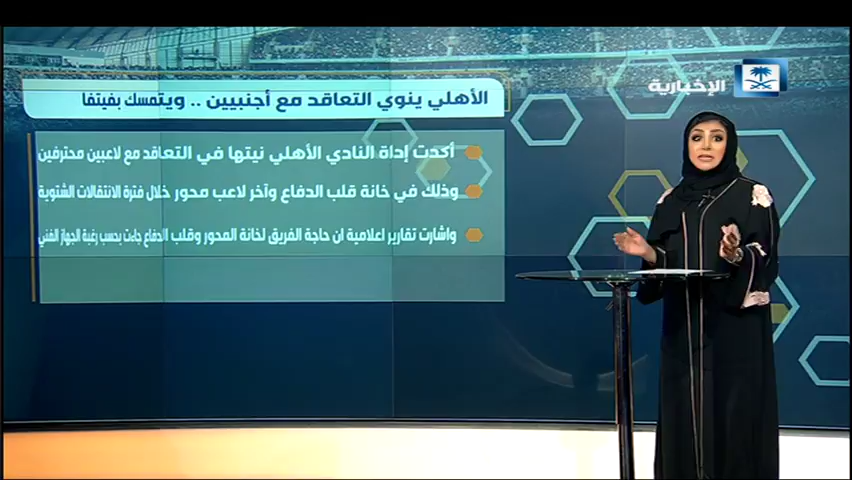 الإخبارية
الأهلي ينوي التعاقد مع أجنبيين .. ويتمسك بفيتفا
أكدت إداة النادي الأهلي نيتها في التعاقد مع لاعبين محترفين
وذلك في خانة قلب الدفاع وآخر لاعب محور خلال فترة الانتقالات الشتوية
واشارت تقارير اعلامية ان حاجة الفريق لخانة المحور وقلب الدفاع جاءت بحسب رغبة الجهاز الفني